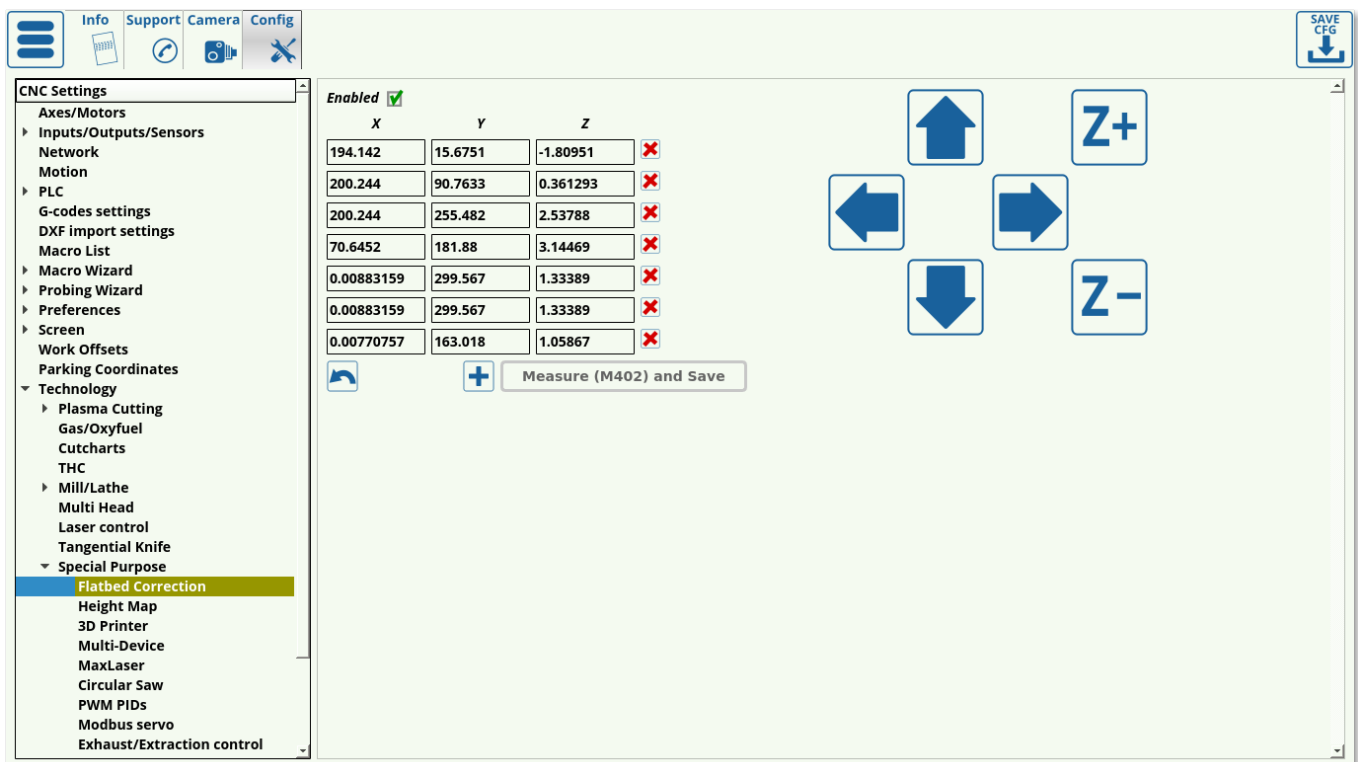 Info Support Camera Config
SAVE
CFG
CNC Settings
Axes/Motors
Inputs/Outputs/Sensors
Network
Motion
PLC
G-codes settings
DXF import settings
Macro List
Macro Wizard
Probing Wizard
Preferences
Screen
Work Offsets
Parking Coordinates
Technology
Plasma Cutting
Gas/Oxyfuel
Cutcharts
THC
Mill/Lathe
Multi Head
Laser control
Tangential Knife
Special Purpose
Flatbed Correction
Height Map
3D Printer
Multi-Device
MaxLaser
Circular Saw
PWM PIDs
Modbus servo
Exhaust/Extraction control
Enabled
X Y Z
194.142 15.6751 -1.80951
200.244 90.7633 0.361293
200.244 255.482 2.53788
70.6452 181.88 3.14469
0.00883159 299.567 1.33389
0.00883159 299.567 1.33389
0.00770757 163.018 1.05867
Measure (M402) and Save
Z+
Z−